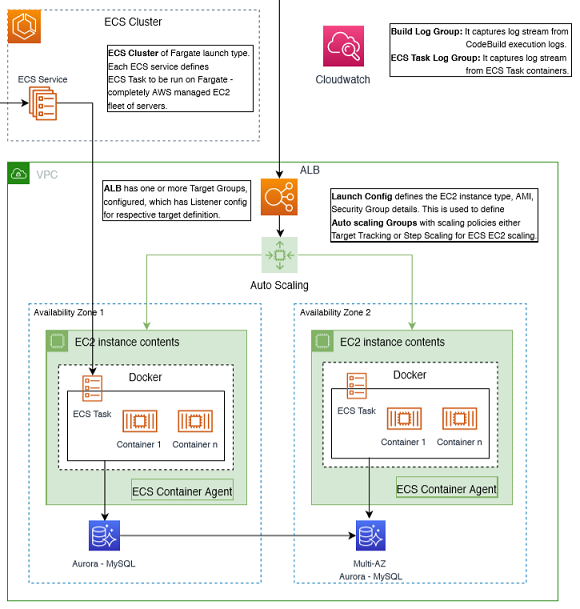 ECS Cluster
ECS Service
ECS Cluster of Fargate launch type.
Each ECS service defines
ECS Task to be run on Fargate -
completely AWS managed EC2
fleet of servers.
Cloudwatch
Build Log Group: It captures log stream from
CodeBuild execution logs.
ECS Task Log Group: It captures log stream
from ECS Task containers.
VPC
ALB
ALB has one or more Target Groups,
configured, which has Listener config
for respective target definition.
Launch Config defines the EC2 instance type, AMI,
Security Group details. This is used to define
Auto scaling Groups with scaling policies either
Target Tracking or Step Scaling for ECS EC2 scaling.
Auto Scaling
Availability Zone 1
EC2 instance contents
Docker
ECS Task
Container 1
Container n
ECS Container Agent
Aurora - MySQL
Availability Zone 2
EC2 instance contents
Docker
ECS Task
Container 1
Container n
ECS Container Agent
Multi-AZ
Aurora - MySQL